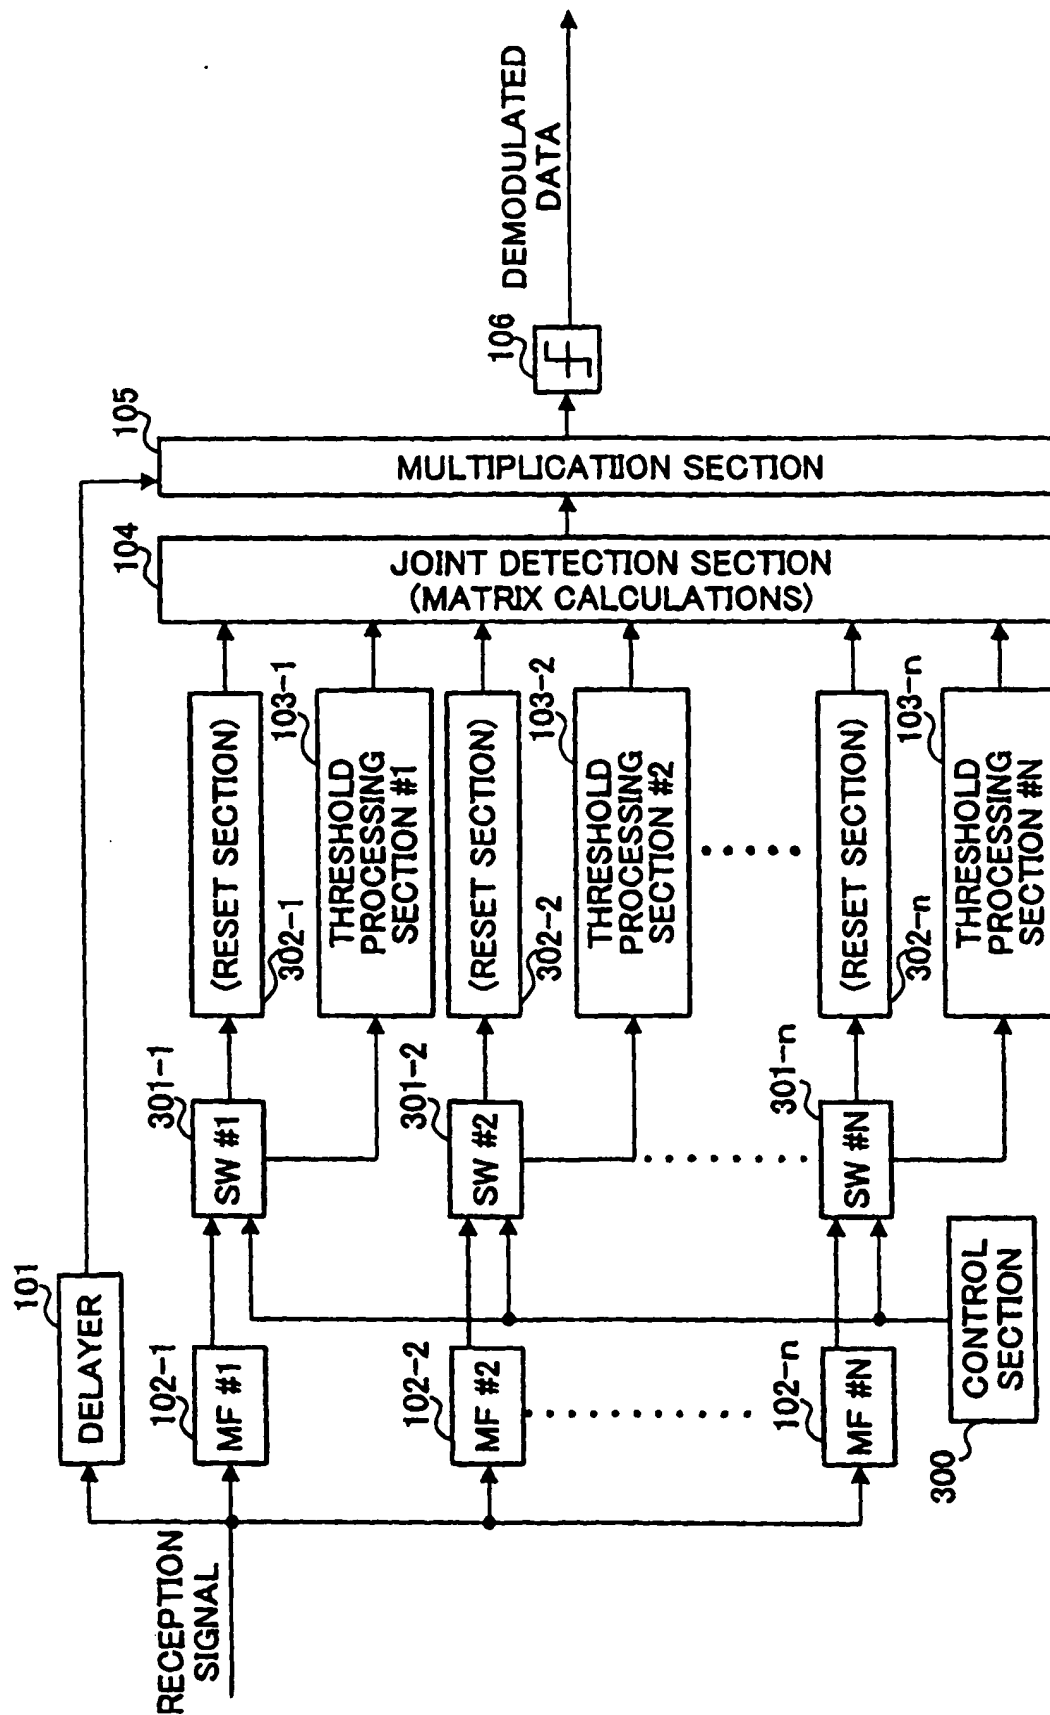 RECEPTION
SIGNAL
101
DELAYER
102-1
MF #1
102-2
MF #2
102-n
MF #N
300
CONTROL
SECTION
301-1
SW #1
301-2
SW #2
301-n
SW #N
302-1
(RESET SECTION)
103-1
THRESHOLD
PROCESSING
SECTION #1
302-2
(RESET SECTION)
103-2
THRESHOLD
PROCESSING
SECTION #2
302-n
(RESET SECTION)
103-n
THRESHOLD
PROCESSING
SECTION #N
104
JOINT DETECTION SECTION
(MATRIX CALCULATIONS)
105
MULTIPLICATIION SECTION
106
DEMODULATED
DATA